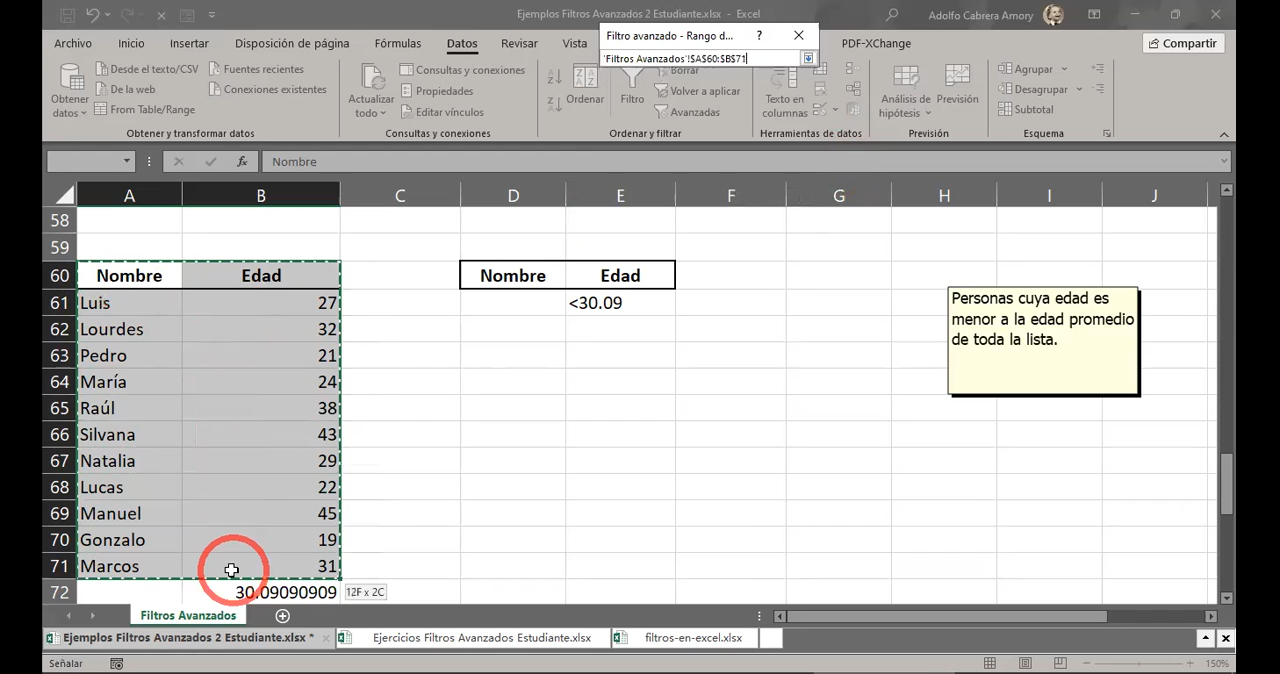 Ejemplos Filtros Avanzados 2 Estudiante.xlsx - Excel
Adolfo Cabrera Amory
Filtro avanzado - Rango d... ?
'Filtros Avanzados'!$A$60:$B$71
Archivo Inicio Insertar Disposición de página Fórmulas Datos Revisar Vista PDF-XChange Compartir
Obtener datos
Desde el texto/CSV
De la web
From Table/Range
Fuentes recientes
Conexiones existentes
Obtener y transformar datos
Actualizar todo
Consultas y conexiones
Propiedades
Editar vínculos
Consultas y conexiones
Ordenar
Filtro
Borrar
Volver a aplicar
Avanzadas
Ordenar y filtrar
Texto en columnas
Herramientas de datos
Análisis de hipótesis
Previsión
Previsión
Agrupar
Desagrupar
Subtotal
Esquema
fx Nombre
A B C D E F G H I J
58
59
60 Nombre Edad Nombre Edad
61 Luis 27 <30.09
62 Lourdes 32
63 Pedro 21
64 María 24
65 Raúl 38
66 Silvana 43
67 Natalia 29
68 Lucas 22
69 Manuel 45
70 Gonzalo 19
71 Marcos 31
72 30.09090909 12F x 2C
Personas cuya edad es
menor a la edad promedio
de toda la lista.
Filtros Avanzados
Ejemplos Filtros Avanzados 2 Estudiante.xlsx * Ejercicios Filtros Avanzados Estudiante.xlsx filtros-en-excel.xlsx
Señalar 150%